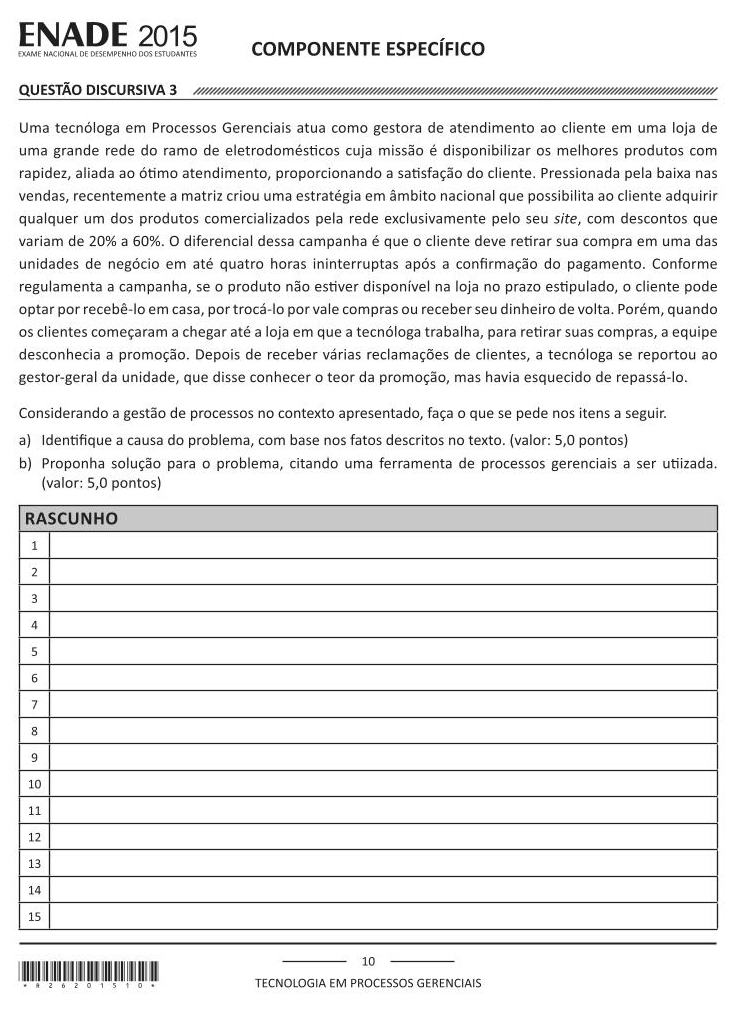 ENADE 2015
EXAME NACIONAL DE DESEMPENHO DOS ESTUDANTES
COMPONENTE ESPECÍFICO
QUESTÃO DISCURSIVA 3
Uma tecnóloga em Processos Gerenciais atua como gestora de atendimento ao cliente em uma loja de
uma grande rede do ramo de eletrodomésticos cuja missão é disponibilizar os melhores produtos com
rapidez, aliada ao ótimo atendimento, proporcionando a satisfação do cliente. Pressionada pela baixa nas
vendas, recentemente a matriz criou uma estratégia em âmbito nacional que possibilita ao cliente adquirir
qualquer um dos produtos comercializados pela rede exclusivamente pelo seu site, com descontos que
variam de 20% a 60%. O diferencial dessa campanha é que o cliente deve retirar sua compra em uma das
unidades de negócio em até quatro horas ininterruptas após a confirmação do pagamento. Conforme
regulamenta a campanha, se o produto não estiver disponível na loja no prazo estipulado, o cliente pode
optar por recebê-lo em casa, por trocá-lo por vale compras ou receber seu dinheiro de volta. Porém, quando
os clientes começaram a chegar até a loja em que a tecnóloga trabalha, para retirar suas compras, a equipe
desconhecia a promoção. Depois de receber várias reclamações de clientes, a tecnóloga se reportou ao
gestor-geral da unidade, que disse conhecer o teor da promoção, mas havia esquecido de repassá-lo.
Considerando a gestão de processos no contexto apresentado, faça o que se pede nos itens a seguir.
a) Identifique a causa do problema, com base nos fatos descritos no texto. (valor: 5,0 pontos)
b) Proponha solução para o problema, citando uma ferramenta de processos gerenciais a ser utiizada.
(valor: 5,0 pontos)
RASCUNHO
1
2
3
4
5
6
7
8
9
10
11
12
13
14
15
10
TECNOLOGIA EM PROCESSOS GERENCIAIS
*R26201510*